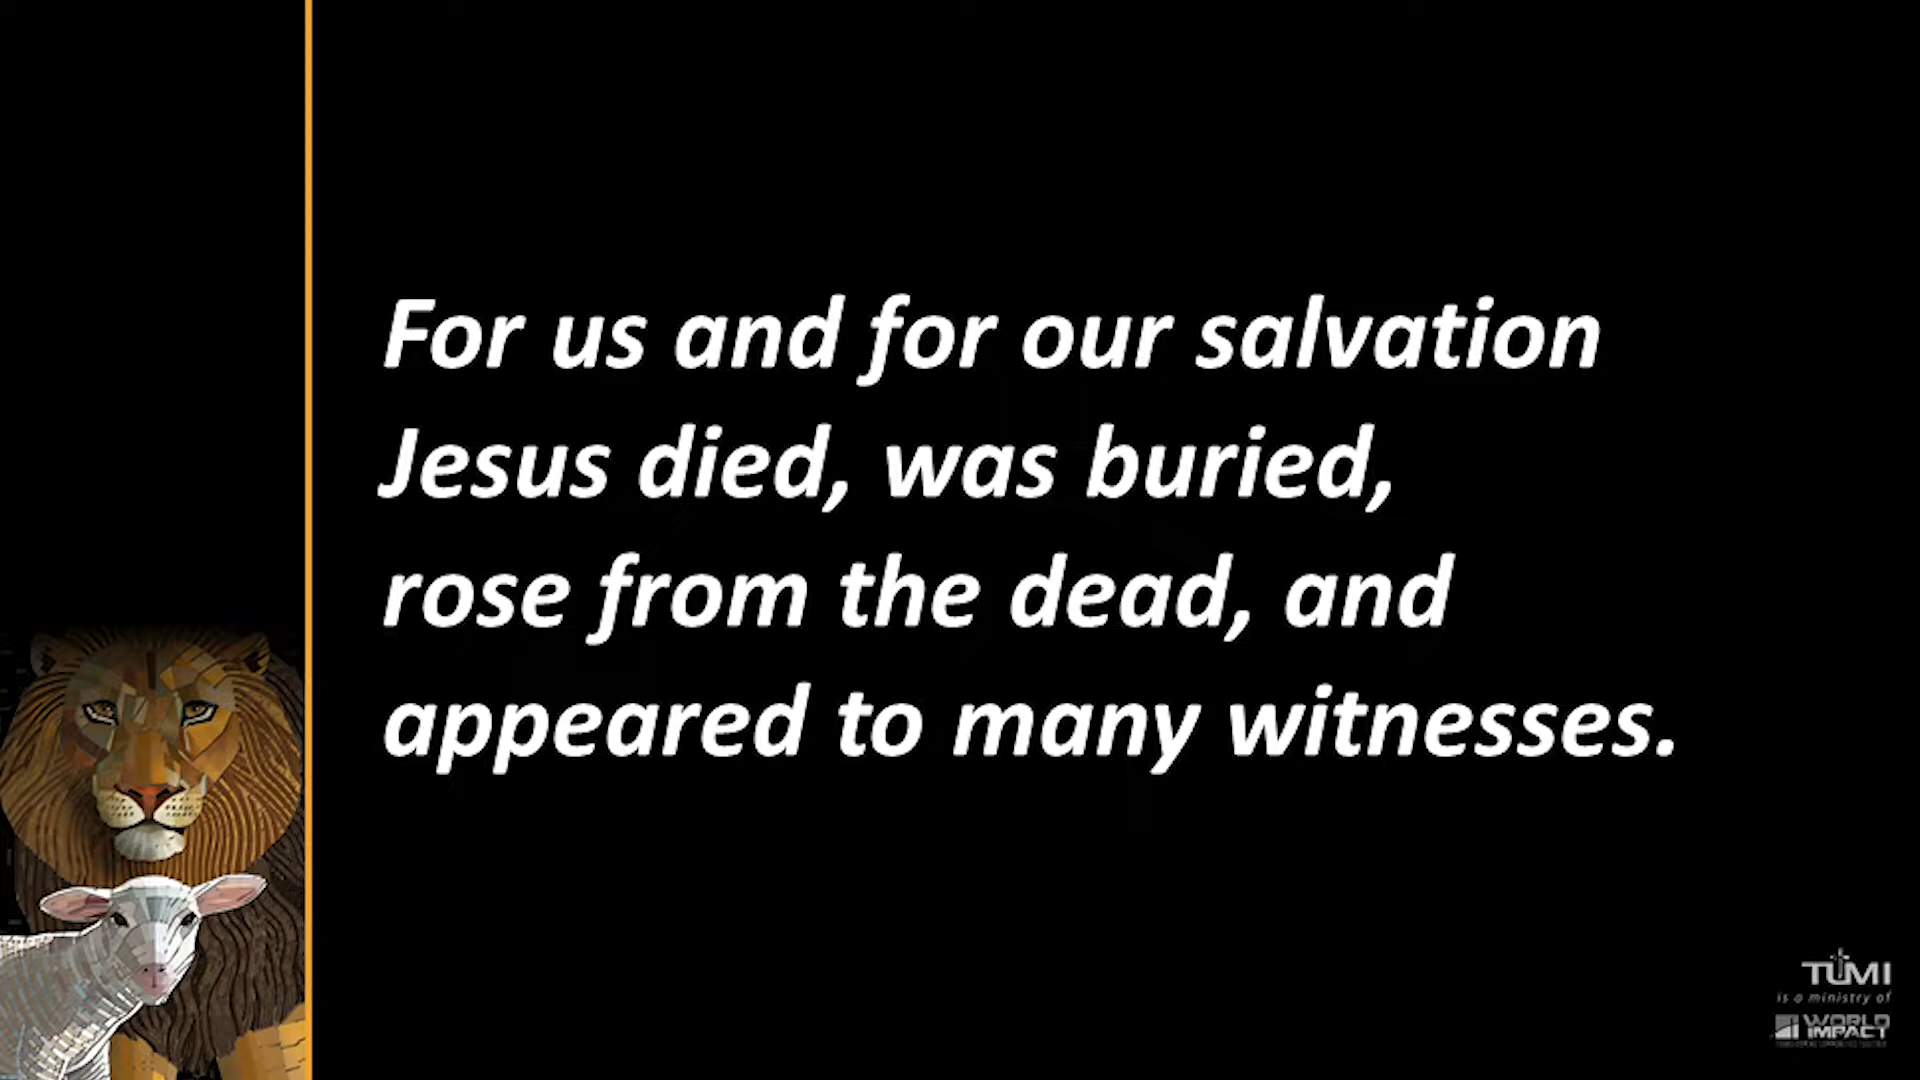 For us and for our salvation
Jesus died, was buried,
rose from the dead, and
appeared to many witnesses.
TUMI
is a ministry of
WORLD
IMPACT